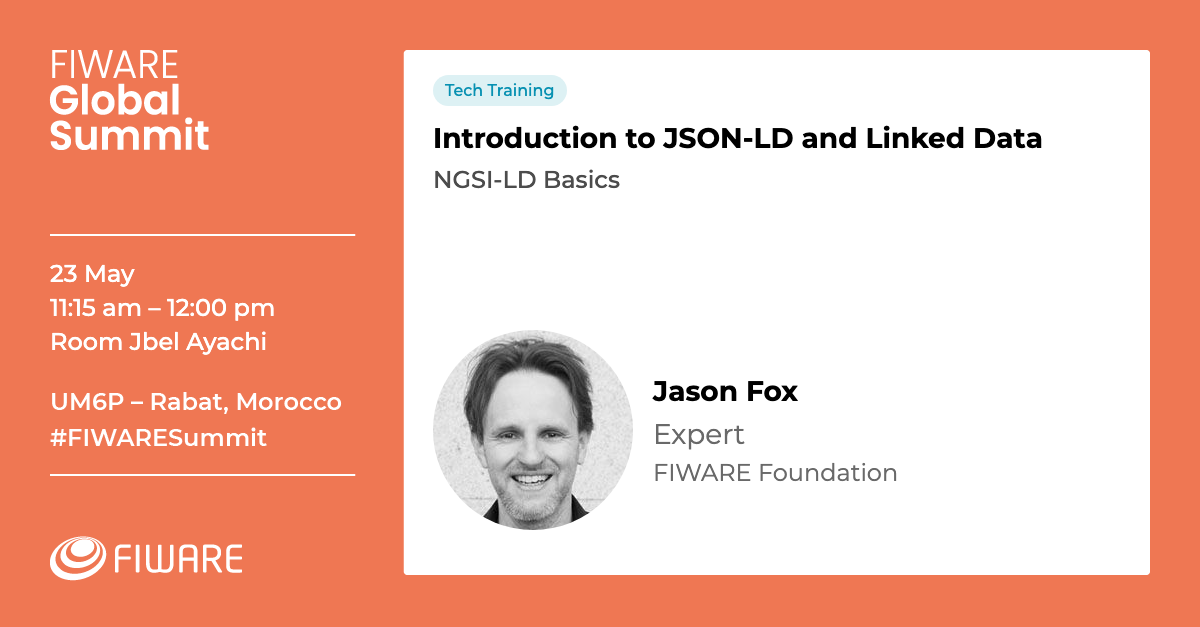 FIWARE
Global
Summit
23 May
11:15 am – 12:00 pm
Room Jbel Ayachi
UM6P – Rabat, Morocco
#FIWARESummit
FIWARE
Tech Training
Introduction to JSON-LD and Linked Data
NGSI-LD Basics
Jason Fox
Expert
FIWARE Foundation